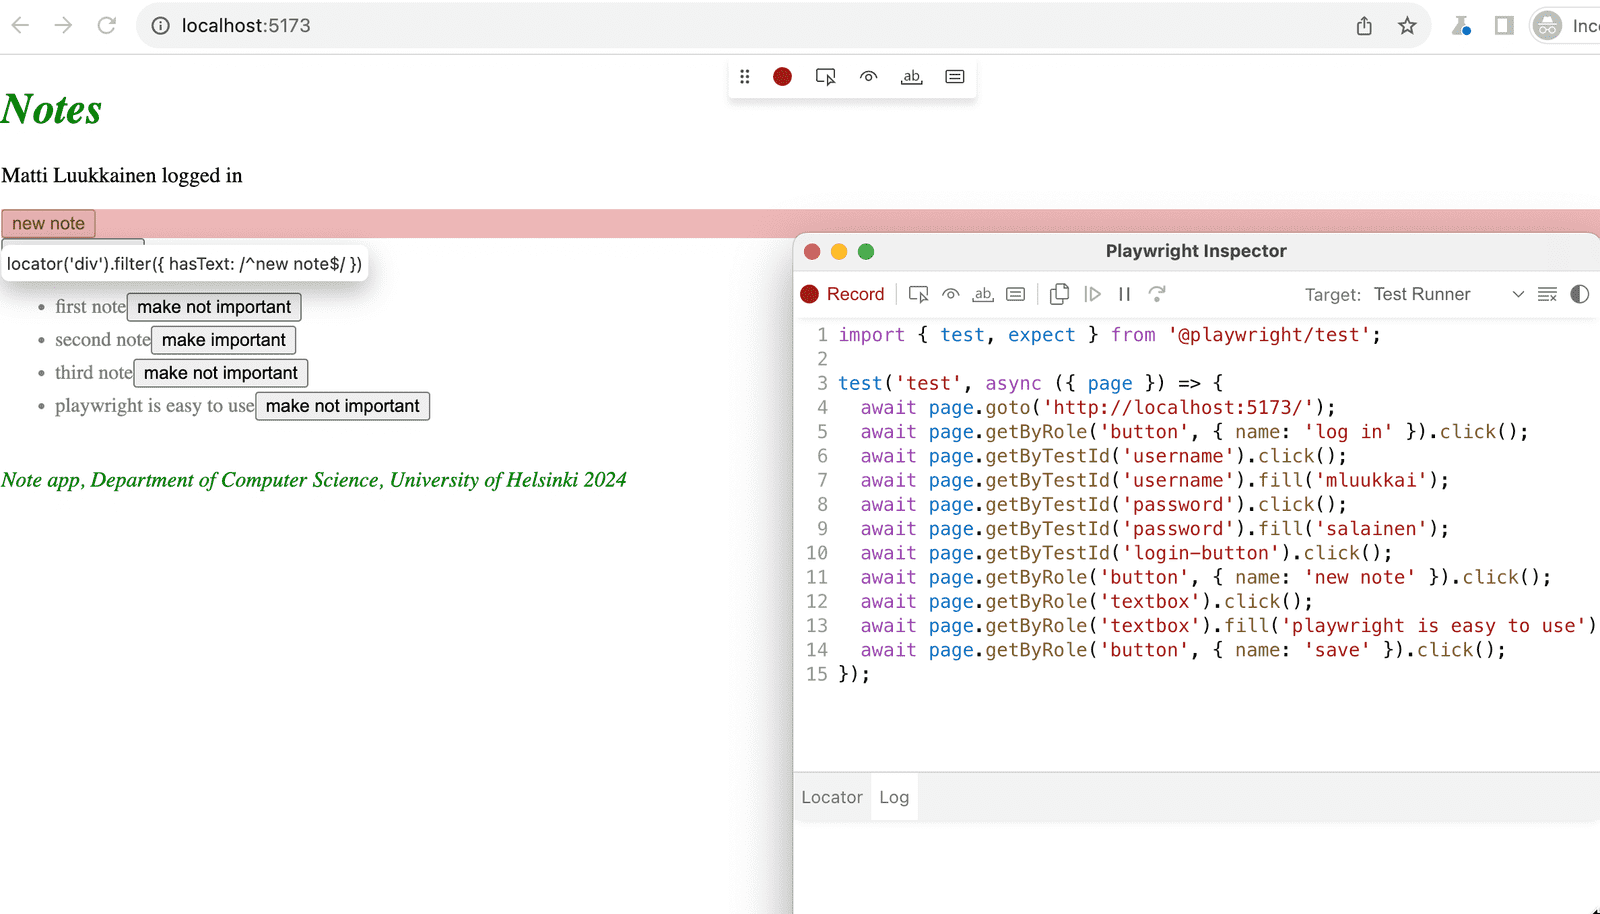 localhost:5173
Inco
ab
Notes
Matti Luukkainen logged in
new note
locator('div').filter({ hasText: /^new note$/ })
first note make not important
second note make important
third note make not important
playwright is easy to use make not important
Note app, Department of Computer Science, University of Helsinki 2024
Playwright Inspector
Record ab Target: Test Runner
1 import { test, expect } from '@playwright/test';
2
3 test('test', async ({ page }) => {
4 await page.goto('http://localhost:5173/');
5 await page.getByRole('button', { name: 'log in' }).click();
6 await page.getByTestId('username').click();
7 await page.getByTestId('username').fill('mluukkai');
8 await page.getByTestId('password').click();
9 await page.getByTestId('password').fill('salainen');
10 await page.getByTestId('login-button').click();
11 await page.getByRole('button', { name: 'new note' }).click();
12 await page.getByRole('textbox').click();
13 await page.getByRole('textbox').fill('playwright is easy to use')
14 await page.getByRole('button', { name: 'save' }).click();
15 });
Locator Log